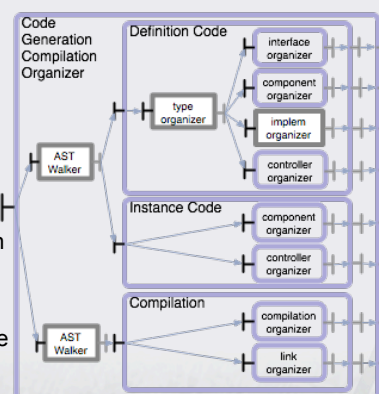 Code
Generation
Compilation
Organizer
Definition Code
interface
organizer
component
organizer
type
organizer
implem
organizer
controller
organizer
AST
Walker
Instance Code
component
organizer
controller
organizer
n
Compilation
compilation
organizer
AST
Walker
e
link
organizer